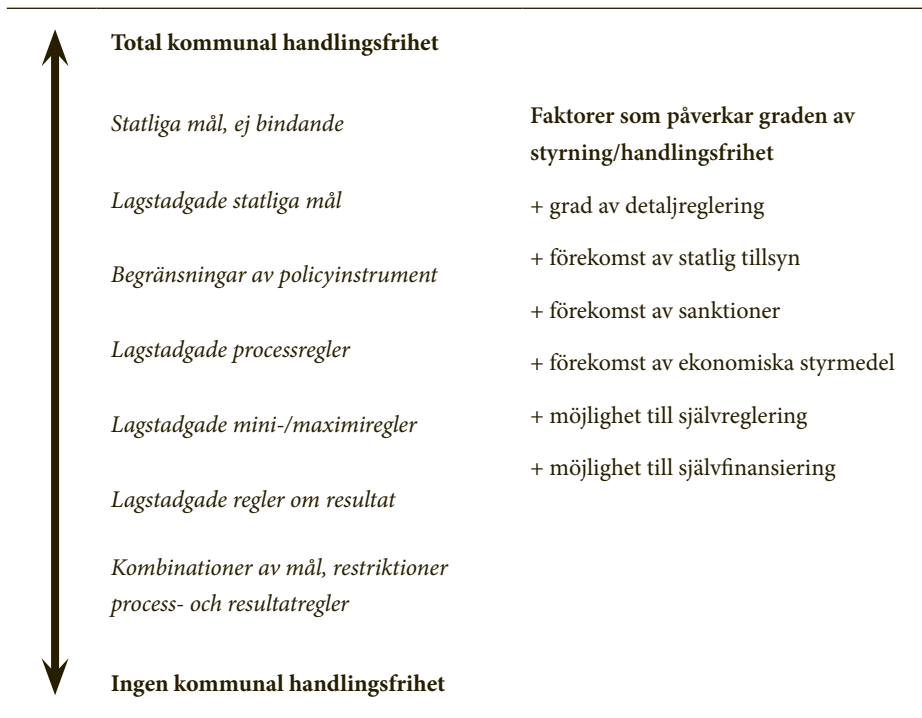 Total kommunal handlingsfrihet
Statliga mål, ej bindande
Lagstadgade statliga mål
Begränsningar av policyinstrument
Lagstadgade processregler
Lagstadgade mini-/maximiregler
Lagstadgade regler om resultat
Kombinationer av mål, restriktioner
process- och resultatregler
Ingen kommunal handlingsfrihet
Faktorer som påverkar graden av
styrning/handlingsfrihet
+ grad av detaljreglering
+ förekomst av statlig tillsyn
+ förekomst av sanktioner
+ förekomst av ekonomiska styrmedel
+ möjlighet till självreglering
+ möjlighet till självfinansiering